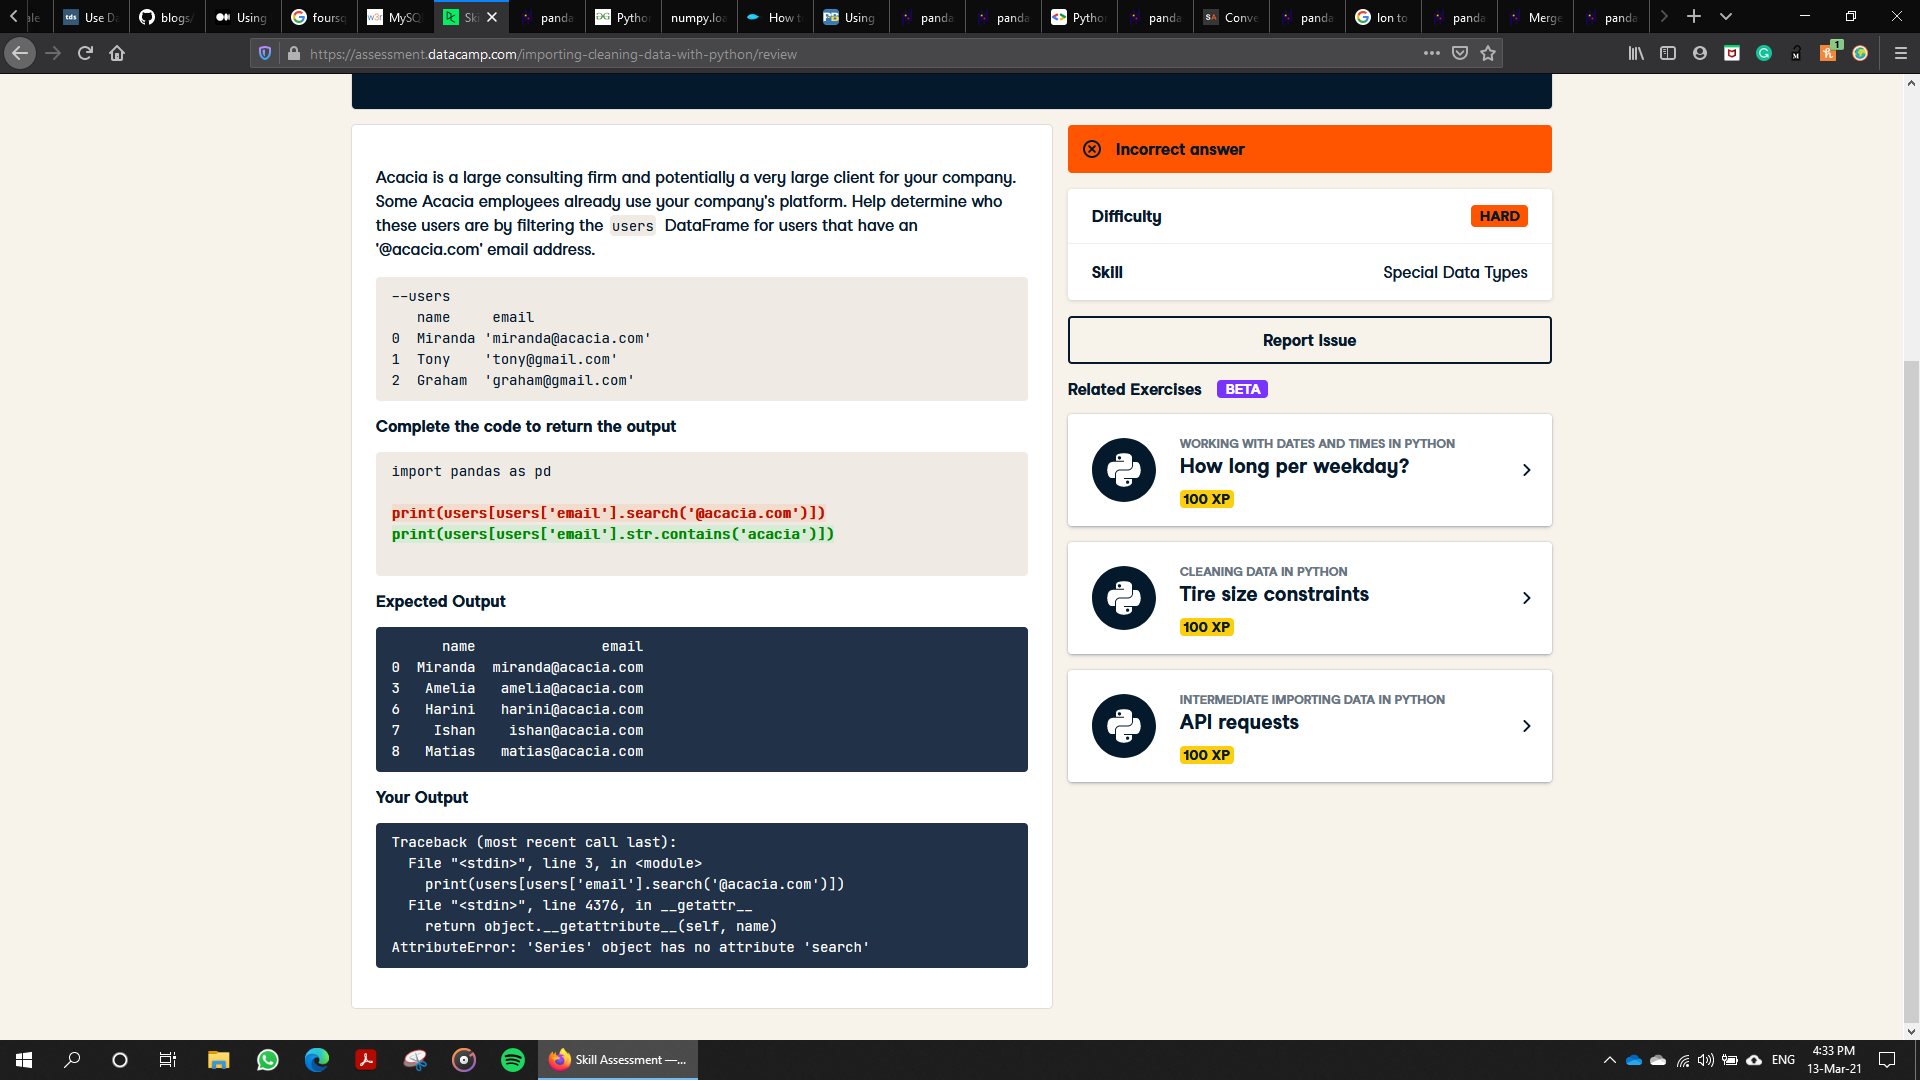 tds Use Da
blogs/
Using
foursq
w3r MySQ
Ski
panda
Pytho
numpy.loa
How t
Using
panda
panda
Pytho
panda
SA Conve
panda
lon to
panda
Merge
panda
https://assessment.datacamp.com/importing-cleaning-data-with-python/review
1
Acacia is a large consulting firm and potentially a very large client for your company.
Some Acacia employees already use your company's platform. Help determine who
these users are by filtering the users DataFrame for users that have an
'@acacia.com' email address.
--users
name email
0 Miranda 'miranda@acacia.com'
1 Tony 'tony@gmail.com'
2 Graham 'graham@gmail.com'
Complete the code to return the output
import pandas as pd
print(users[users['email'].search('@acacia.com')])
print(users[users['email'].str.contains('acacia')])
Expected Output
name email
0 Miranda miranda@acacia.com
3 Amelia amelia@acacia.com
6 Harini harini@acacia.com
7 Ishan ishan@acacia.com
8 Matias matias@acacia.com
Your Output
Traceback (most recent call last):
File "<stdin>", line 3, in <module>
print(users[users['email'].search('@acacia.com')])
File "<stdin>", line 4376, in __getattr__
return object.__getattribute__(self, name)
AttributeError: 'Series' object has no attribute 'search'
Incorrect answer
Difficulty HARD
Skill Special Data Types
Report Issue
Related Exercises BETA
WORKING WITH DATES AND TIMES IN PYTHON
How long per weekday?
100 XP
CLEANING DATA IN PYTHON
Tire size constraints
100 XP
INTERMEDIATE IMPORTING DATA IN PYTHON
API requests
100 XP
Skill Assessment —...
ENG
4:33 PM
13-Mar-21